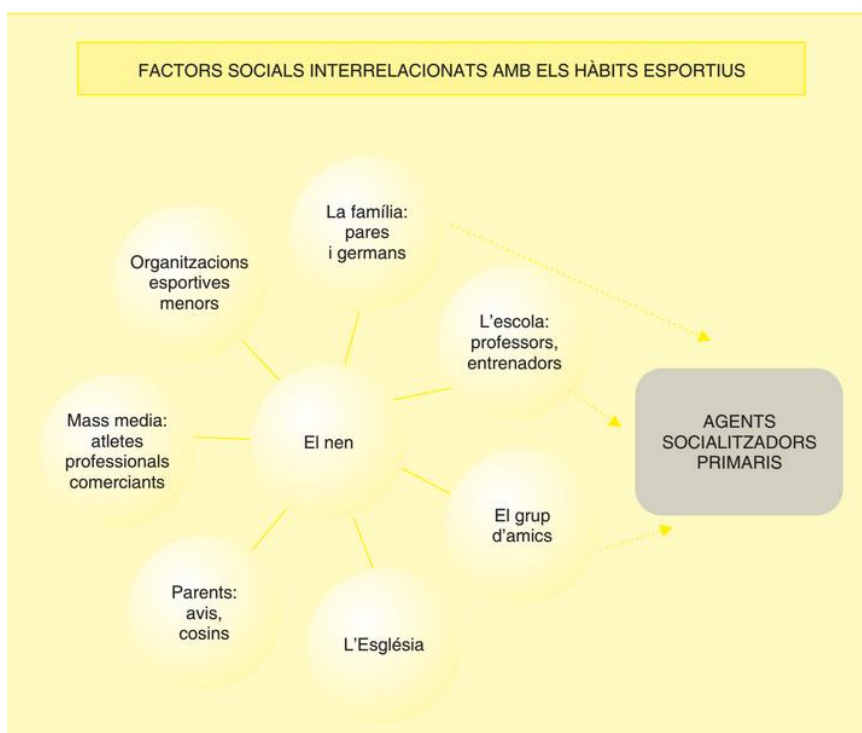 FACTORS SOCIALS INTERRELACIONATS AMB ELS HÀBITS ESPORTIUS
La família:
pares
i germans
Organitzacions
esportives
menors
L'escola:
professors,
entrenadors
Mass media:
atletes
professionals
comerciants
El nen
AGENTS
SOCIALITZADORS
PRIMARIS
El grup
d'amics
Parents:
avis,
cosins
L'Església